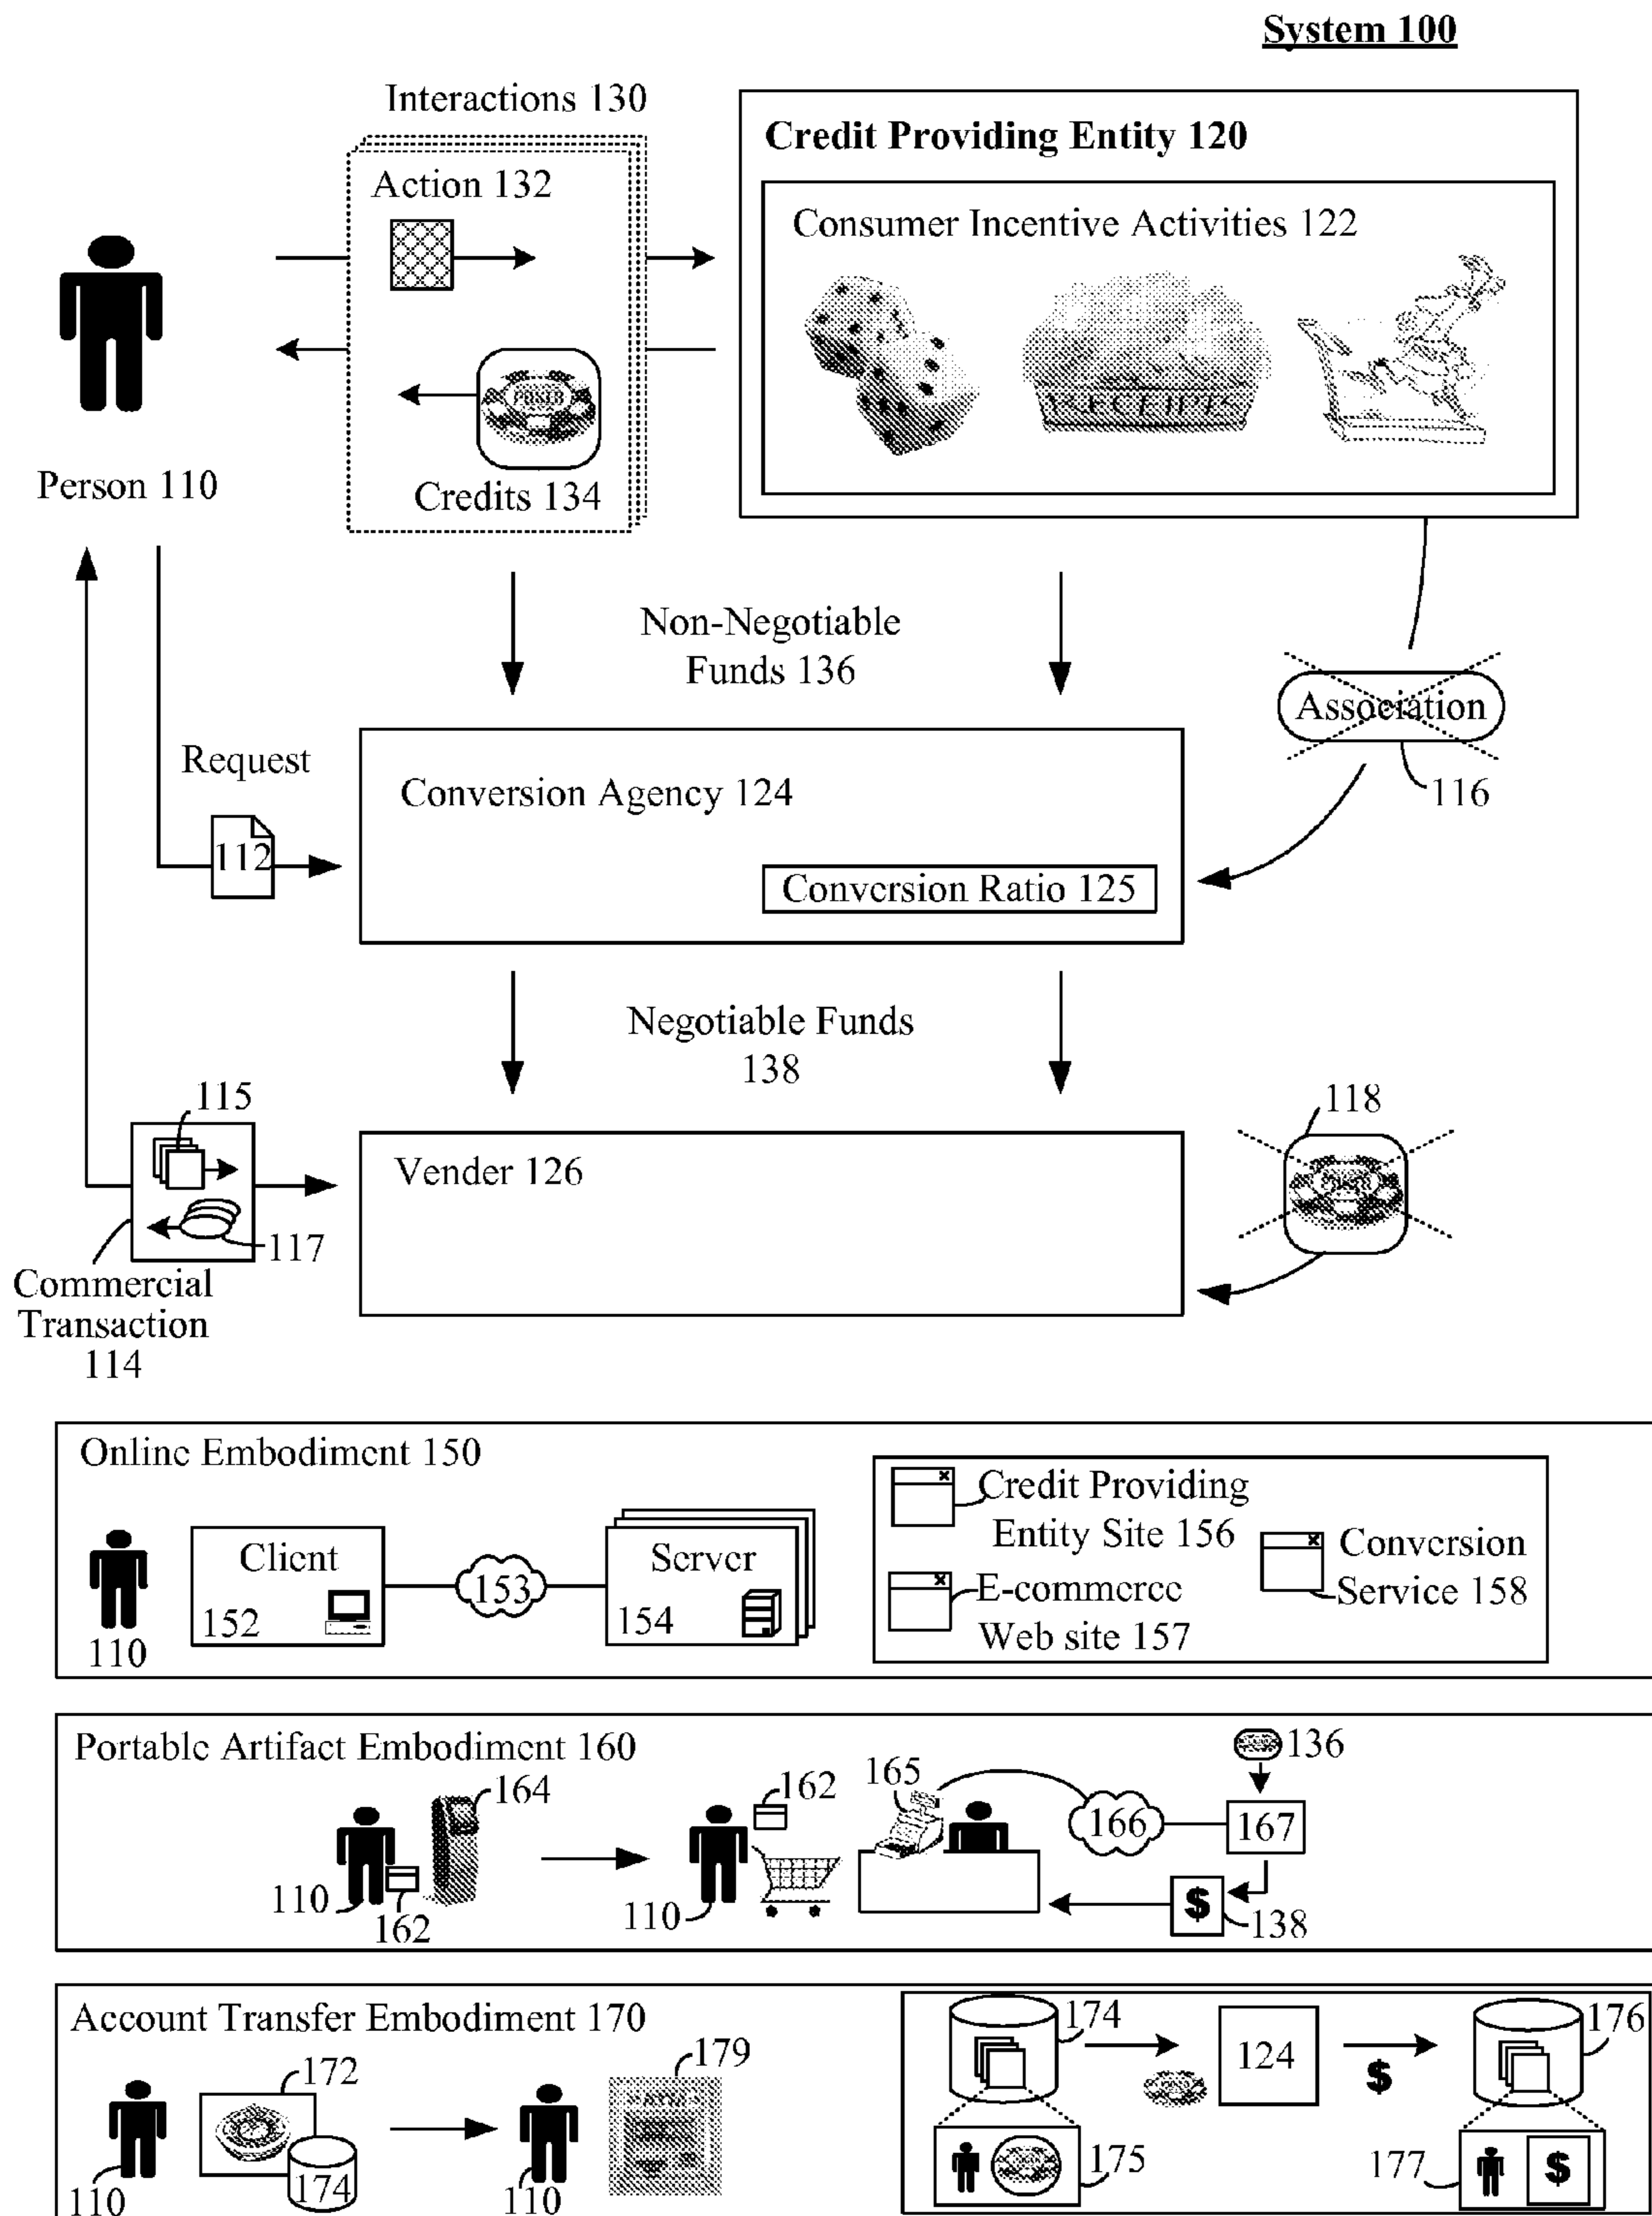 System 100
Interactions 130
Credit Providing Entity 120
Action 132
Consumer Incentive Activities 122
POKER
RECEIPTS
Person 110
Credits 134
Non-Negotiable
Funds 136
Association
116
Request
112
Conversion Agency 124
Conversion Ratio 125
Negotiable Funds
138
115
118
Vender 126
117
Commercial
Transaction
114
Online Embodiment 150
Client
152
153
Server
154
110
Credit Providing
Entity Site 156
E-commerce
Web site 157
Conversion
Service 158
Portable Artifact Embodiment 160
164
162
165
136
166
167
110
162
110
$
138
Account Transfer Embodiment 170
172
179
174
176
124
$
110
174
110
175
177
$